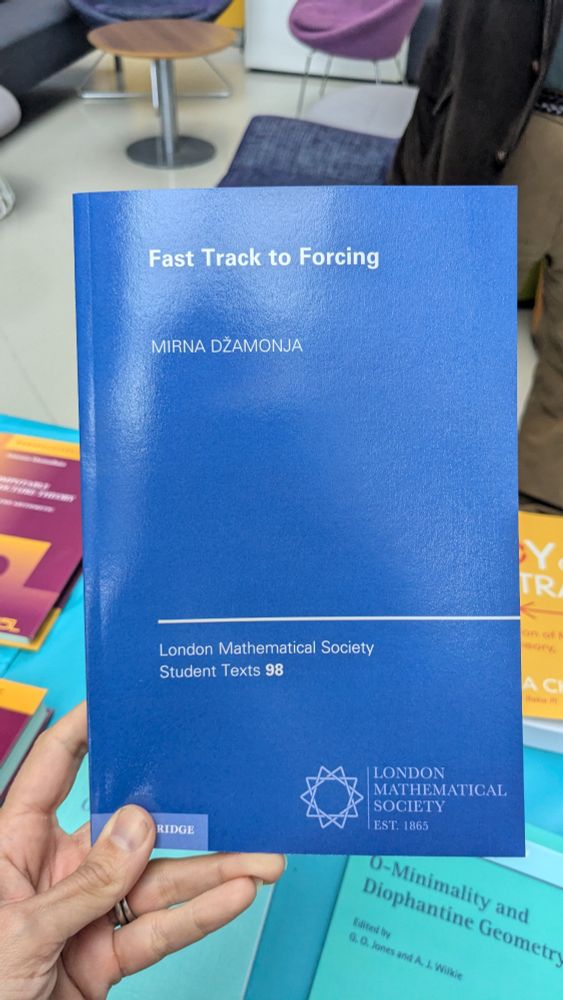 Fast Track to Forcing
MIRNA DŽAMONJA
London Mathematical Society
Student Texts 98
LONDON
MATHEMATICAL
SOCIETY
EST. 1865
RIDGE
O-Minimality and
Diophantine Geometry
Edited by
G. O. Jones and A. J. Wilkie